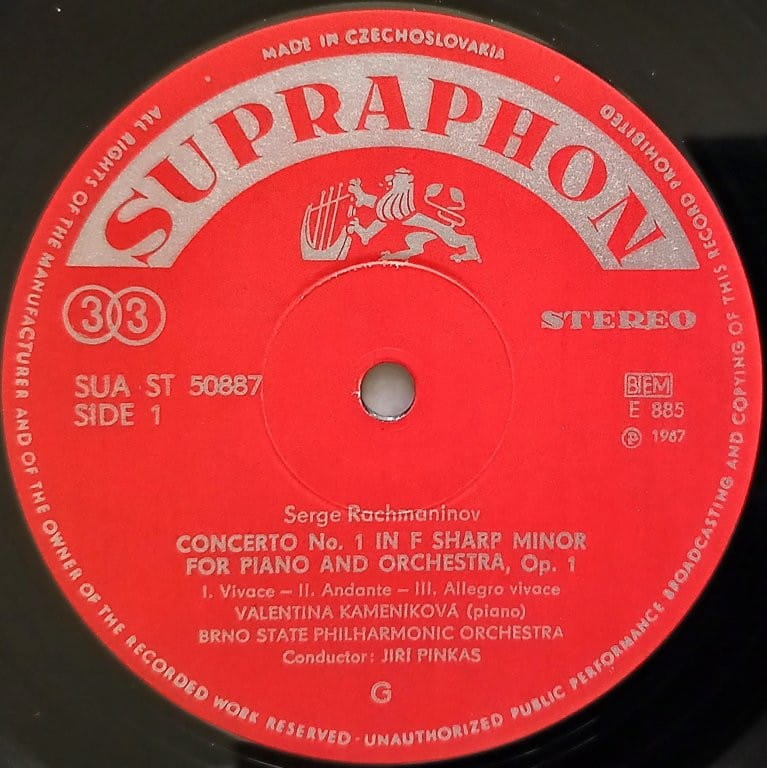 MADE IN CZECHOSLOVAKIA
SUPRAPHON
33
STEREO
SUA ST 50887
SIDE 1
BIEM
E 885
Ⓟ 1967
Serge Rachmaninov
CONCERTO No. 1 IN F SHARP MINOR
FOR PIANO AND ORCHESTRA, Op. 1
I. Vivace – II. Andante – III. Allegro vivace
VALENTINA KAMENÍKOVÁ (piano)
BRNO STATE PHILHARMONIC ORCHESTRA
Conductor: JIŘÍ PINKAS
G
ALL RIGHTS OF THE MANUFACTURER AND OF THE OWNER OF THE RECORDED WORK RESERVED - UNAUTHORIZED PUBLIC PERFORMANCE BROADCASTING AND COPYING OF THIS RECORD PROHIBITED